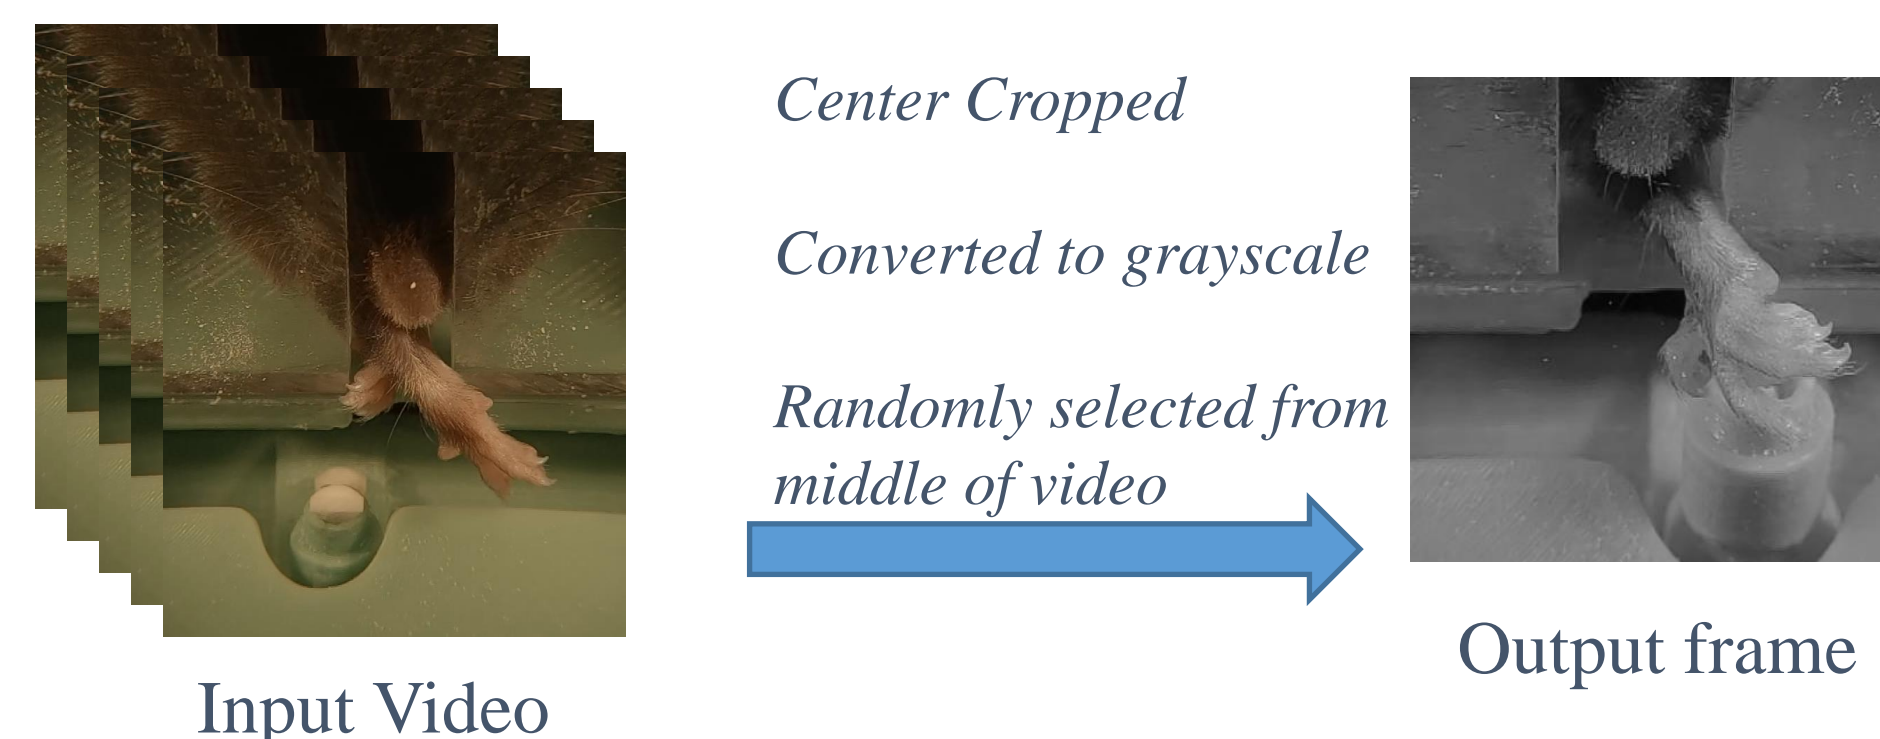 Center Cropped
Converted to grayscale
Randomly selected from
middle of video
Output frame
Input Video